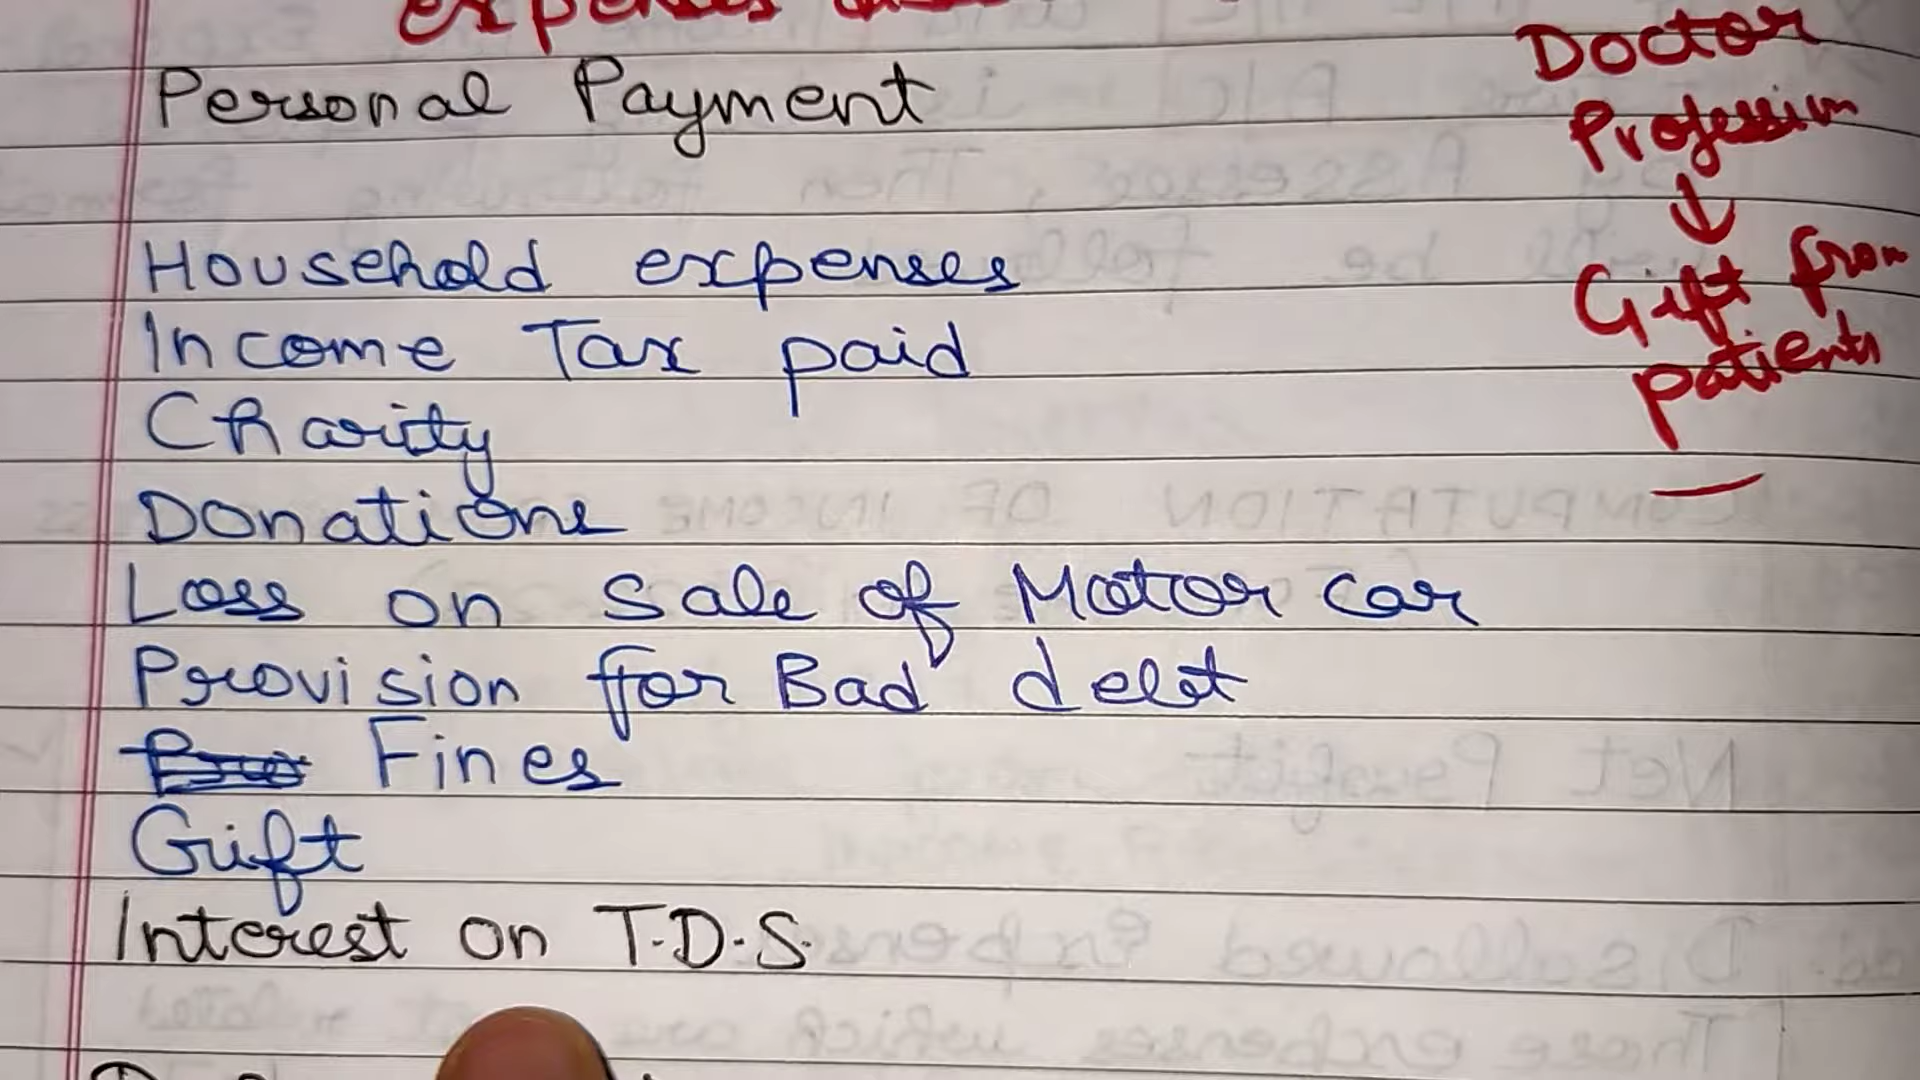 expenses
Personal Payment
Household expenses
Income Tax paid
Charity
Donations
Loss on Sale of Motor car
Provision for Bad debt
Fines
Gift
Interest on T.D.S.
Doctor
Profession
↓
Gift from
patients